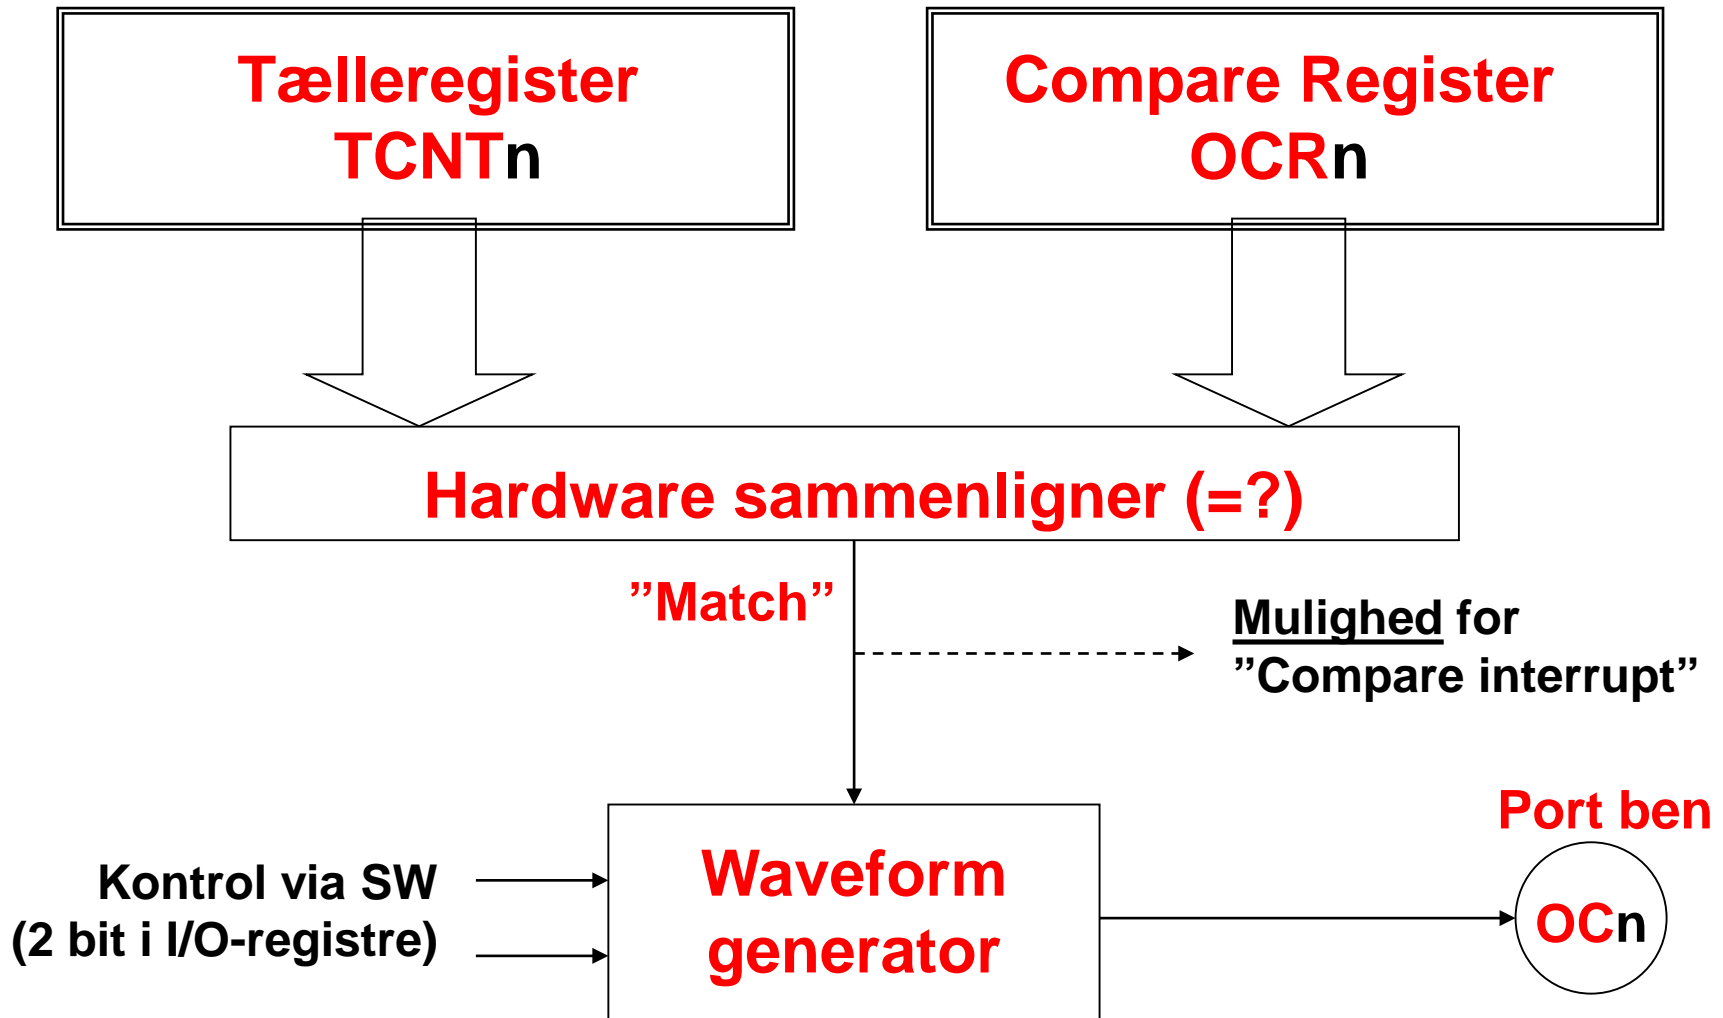 Tælleregister
TCNTn
Compare Register
OCRn
Hardware sammenligner (=?)
”Match”
Mulighed for
”Compare interrupt”
Port ben
Kontrol via SW
(2 bit i I/O-registre)
Waveform
generator
OCn